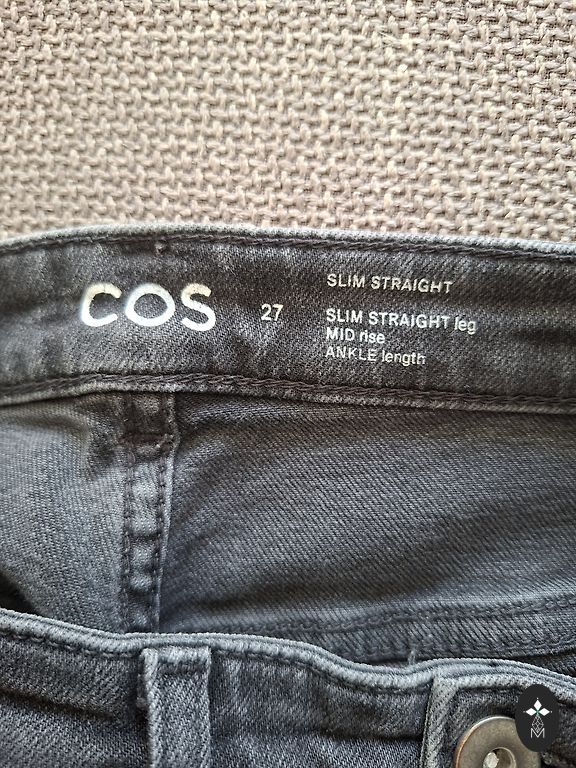 COS
27
SLIM STRAIGHT
SLIM STRAIGHT leg
MID rise
ANKLE length
M